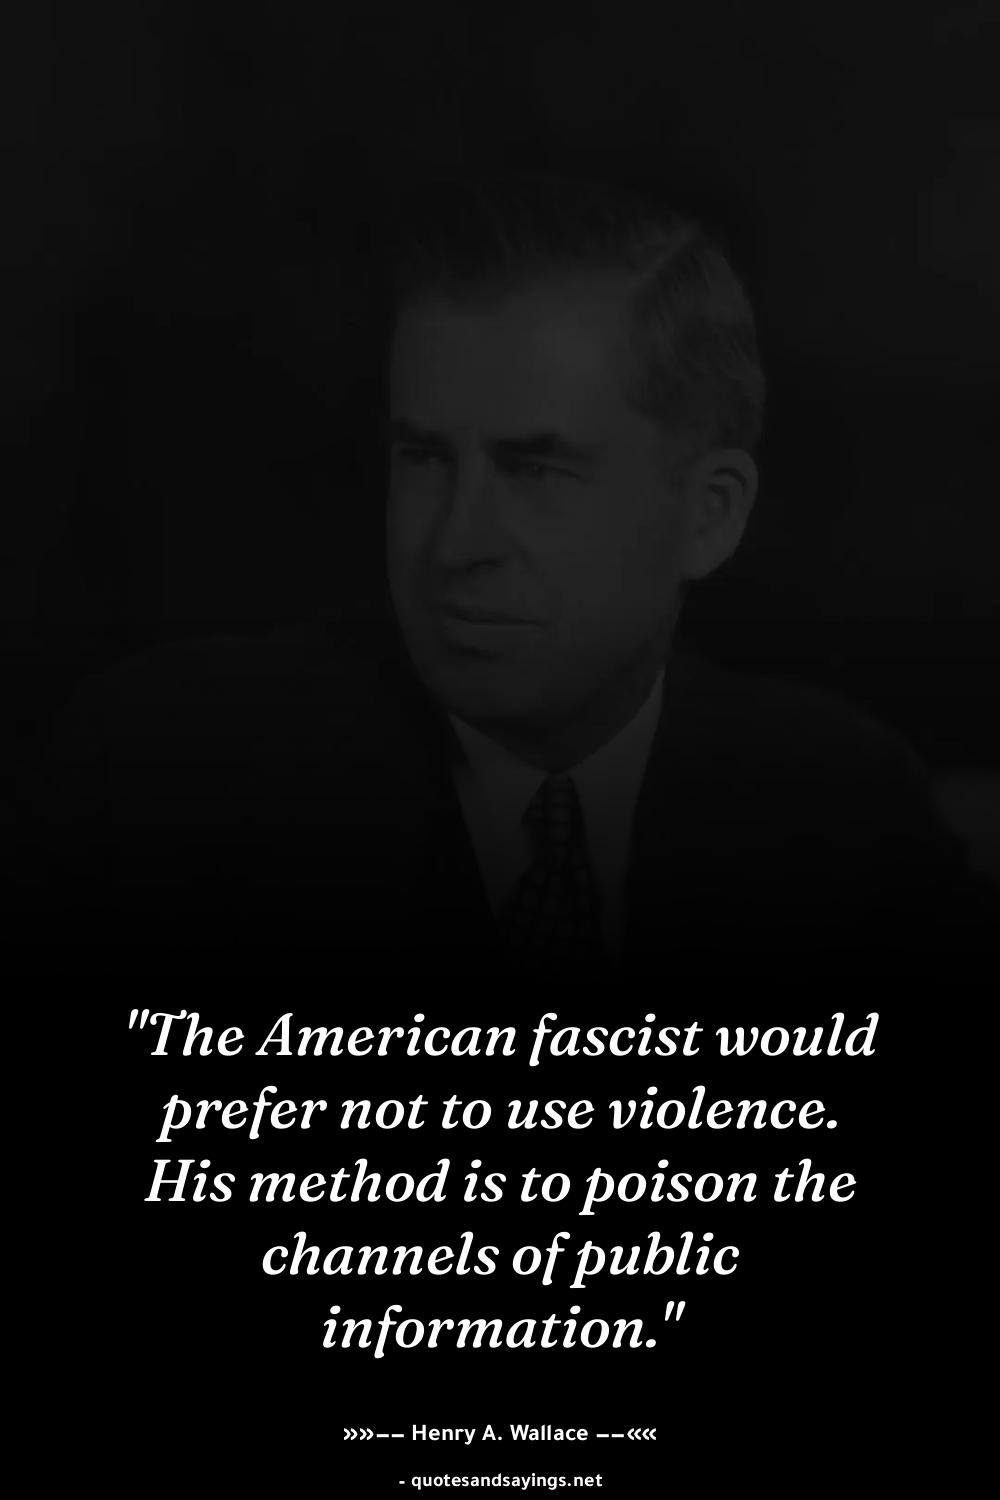 "The American fascist would
prefer not to use violence.
His method is to poison the
channels of public
information."
»»–– Henry A. Wallace ––««
- quotesandsayings.net